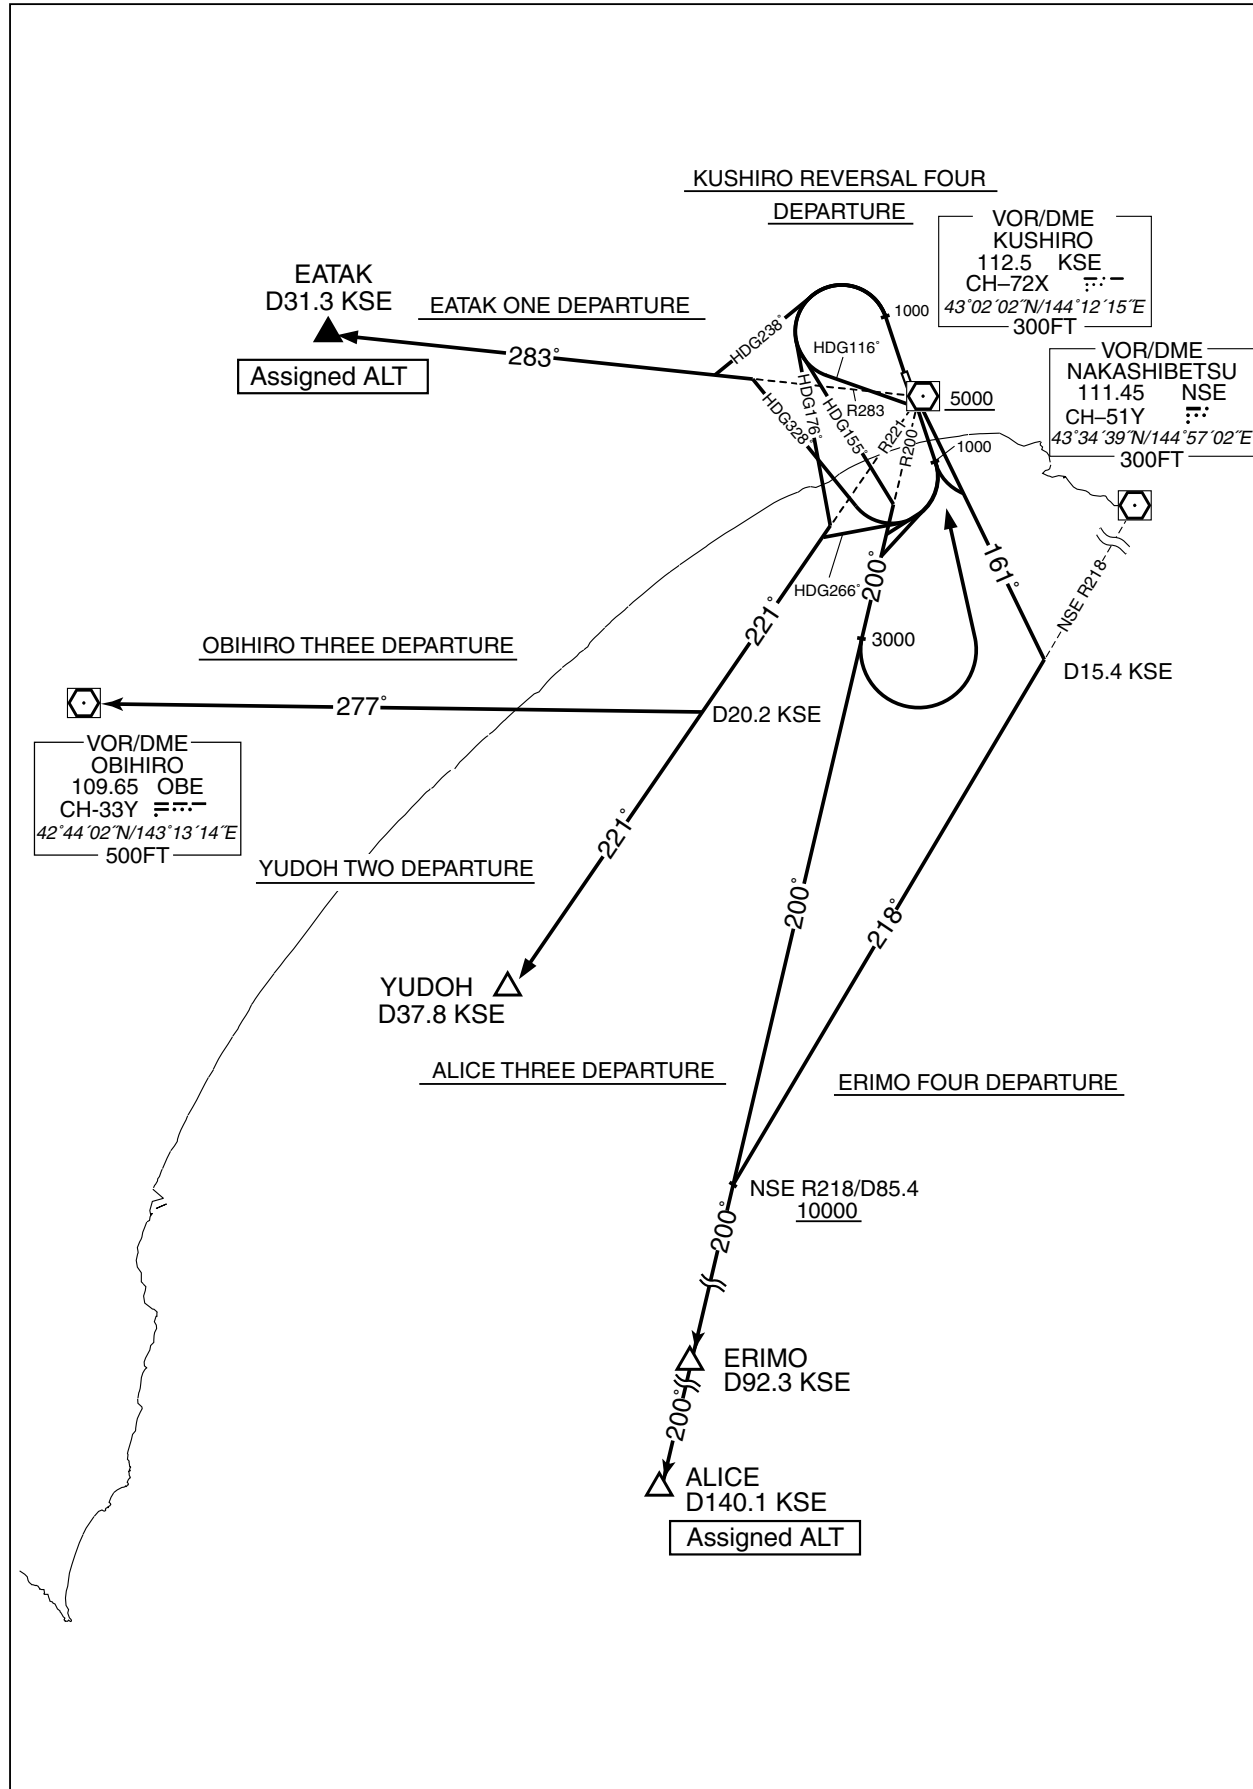 KUSHIRO REVERSAL FOUR
DEPARTURE
VOR/DME
KUSHIRO
112.5 KSE
CH–72X
43°02′02″N/144°12′15″E
300FT
EATAK
D31.3 KSE
EATAK ONE DEPARTURE
1000
HDG238°
283°
HDG116°
Assigned ALT
VOR/DME
NAKASHIBETSU
111.45 NSE
CH–51Y
43°34′39″N/144°57′02″E
300FT
5000
R283
HDG176°
HDG155°
HDG328°
R221
R200
1000
161°
200°
HDG266°
NSE R218
221°
3000
OBIHIRO THREE DEPARTURE
D15.4 KSE
277°
D20.2 KSE
VOR/DME
OBIHIRO
109.65 OBE
CH-33Y
42°44′02″N/143°13′14″E
500FT
221°
YUDOH TWO DEPARTURE
200°
218°
YUDOH
D37.8 KSE
ALICE THREE DEPARTURE
ERIMO FOUR DEPARTURE
NSE R218/D85.4
10000
200°
ERIMO
D92.3 KSE
200°
ALICE
D140.1 KSE
Assigned ALT